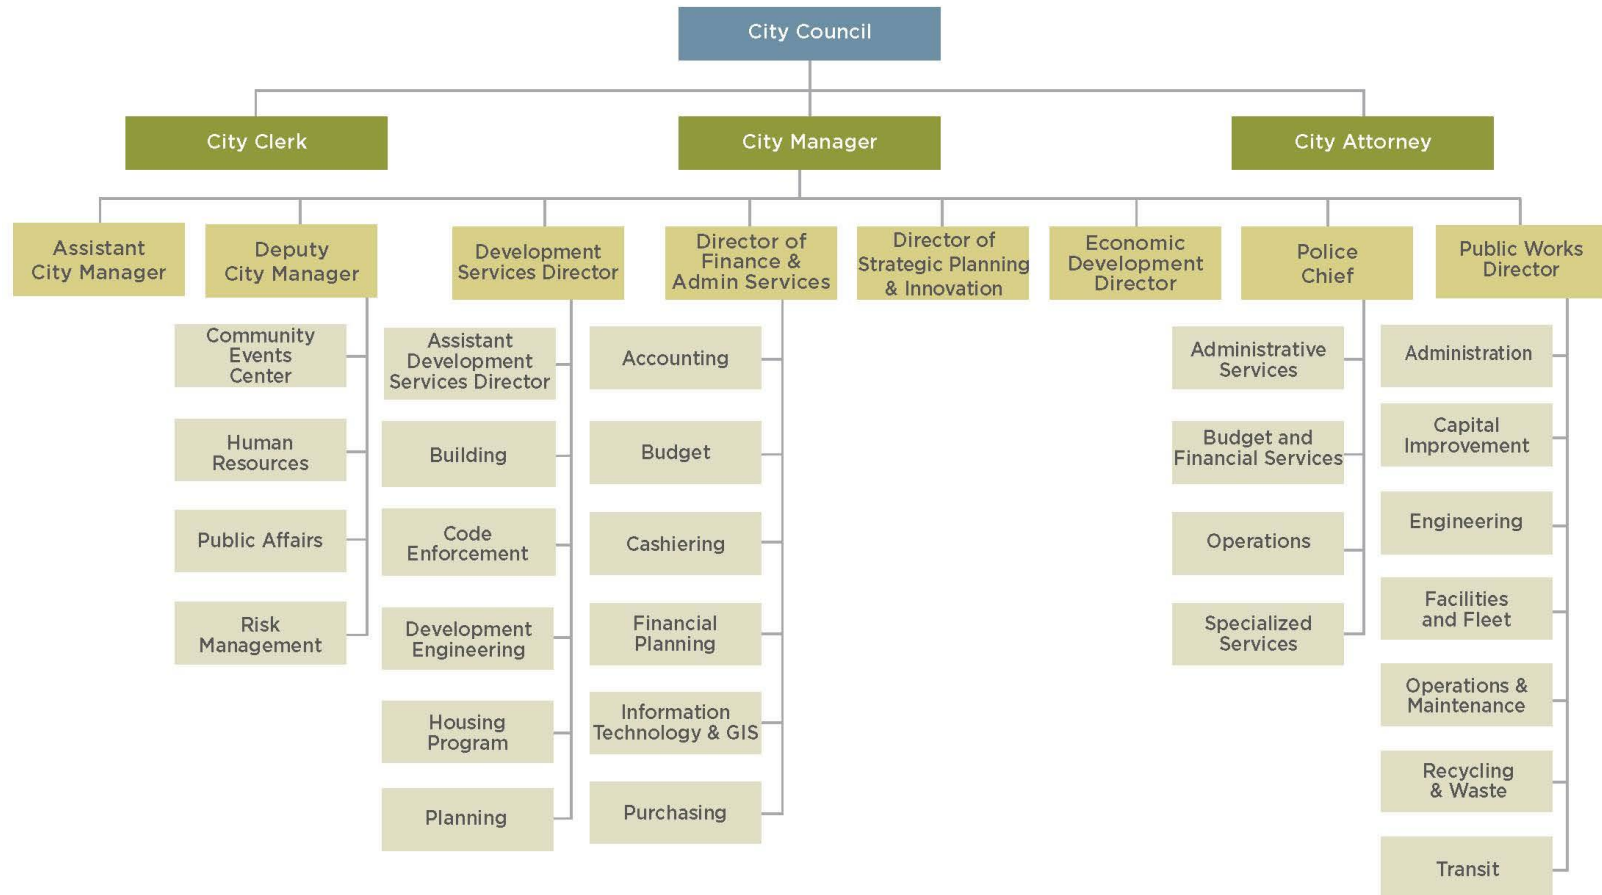 City Council
City Clerk
City Manager
City Attorney
Assistant
City Manager
Deputy
City Manager
Development
Services Director
Director of
Finance &
Admin Services
Director of
Strategic Planning
& Innovation
Economic
Development
Director
Police
Chief
Public Works
Director
Community
Events
Center
Human
Resources
Public Affairs
Risk
Management
Assistant
Development
Services Director
Building
Code
Enforcement
Development
Engineering
Housing
Program
Planning
Accounting
Budget
Cashiering
Financial
Planning
Information
Technology & GIS
Purchasing
Administrative
Services
Budget and
Financial Services
Operations
Specialized
Services
Administration
Capital
Improvement
Engineering
Facilities
and Fleet
Operations &
Maintenance
Recycling
& Waste
Transit